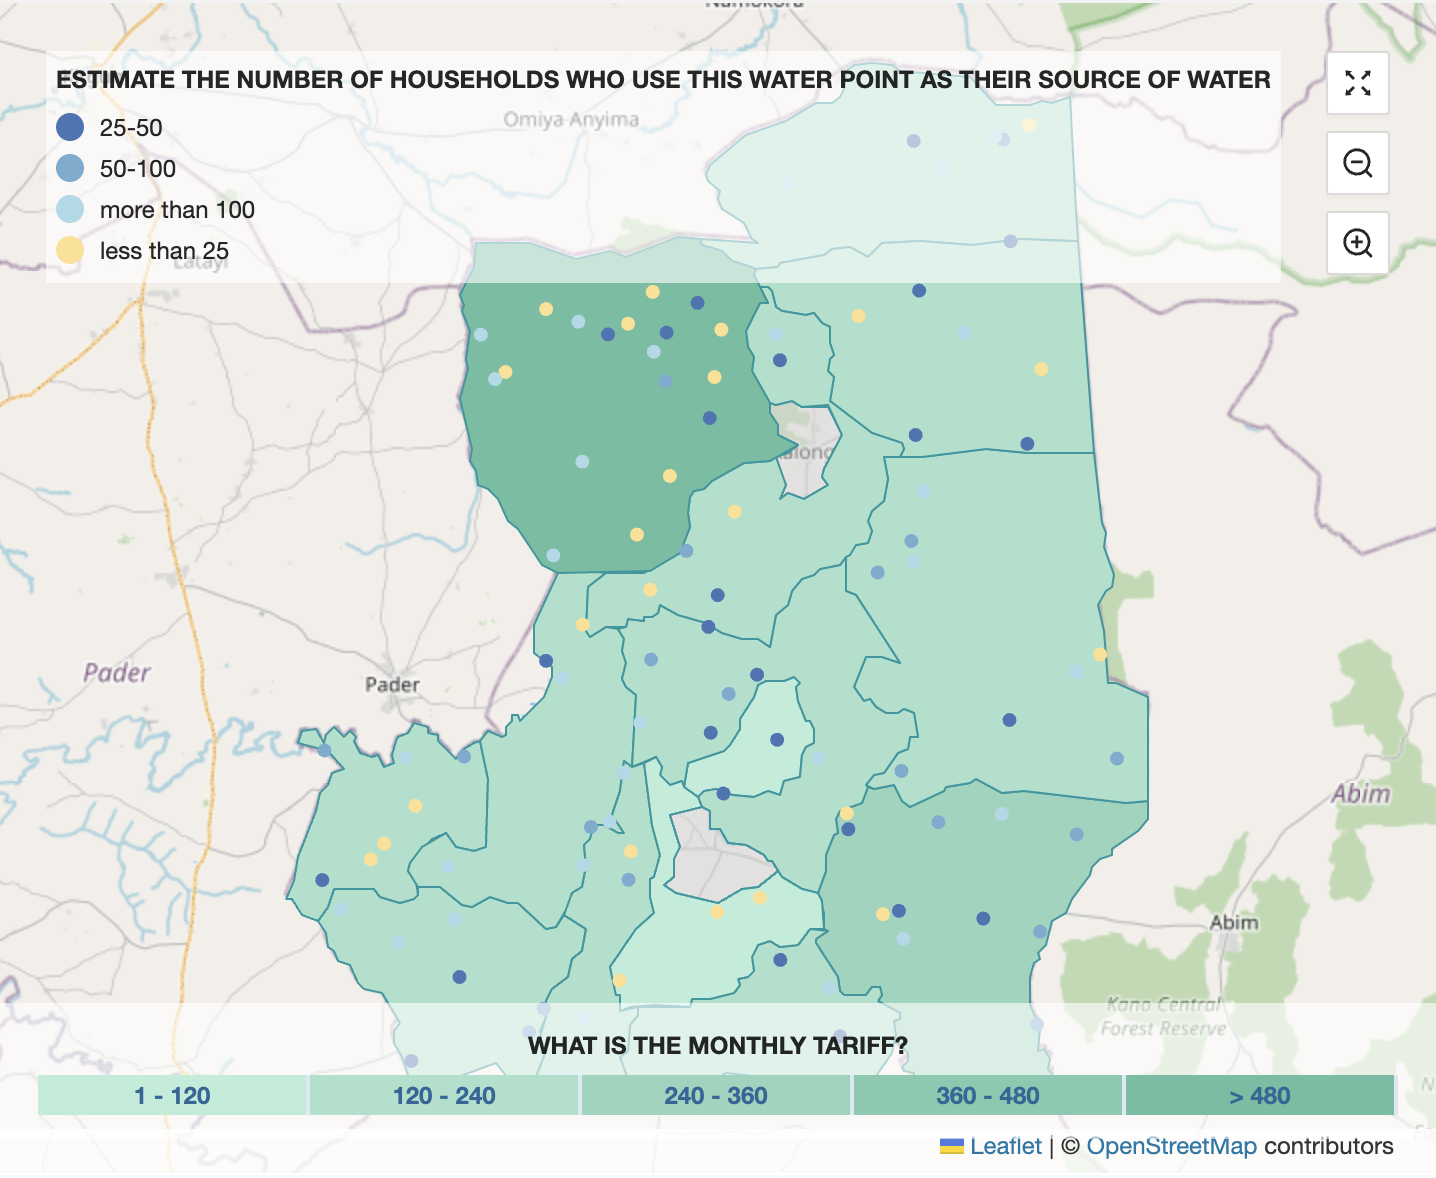 Namokora
ESTIMATE THE NUMBER OF HOUSEHOLDS WHO USE THIS WATER POINT AS THEIR SOURCE OF WATER
25-50
Omiya Anyima
50-100
more than 100
less than 25
Latayi
along
Pader
Pader
Abim
Abim
Kano Central
Forest Reserve
WHAT IS THE MONTHLY TARIFF?
1 - 120
120 - 240
240 - 360
360 - 480
> 480
Leaflet | © OpenStreetMap contributors